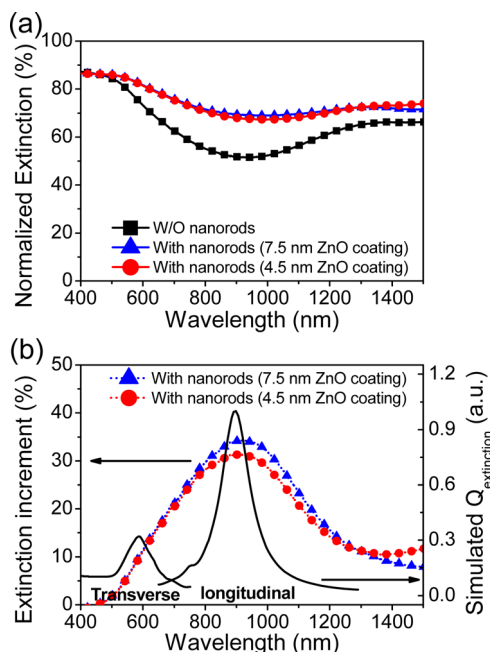 (a)
Normalized Extinction (%)
100
80
60
40
20
0
W/O nanorods
With nanorods (7.5 nm ZnO coating)
With nanorods (4.5 nm ZnO coating)
400 600 800 1000 1200 1400
Wavelength (nm)
(b)
Extinction increment (%)
50
40
30
20
10
0
With nanorods (7.5 nm ZnO coating)
With nanorods (4.5 nm ZnO coating)
Transverse longitudinal
1.2
0.9
0.6
0.3
0.0
Simulated Qextinction (a.u.)
400 600 800 1000 1200 1400
Wavelength (nm)